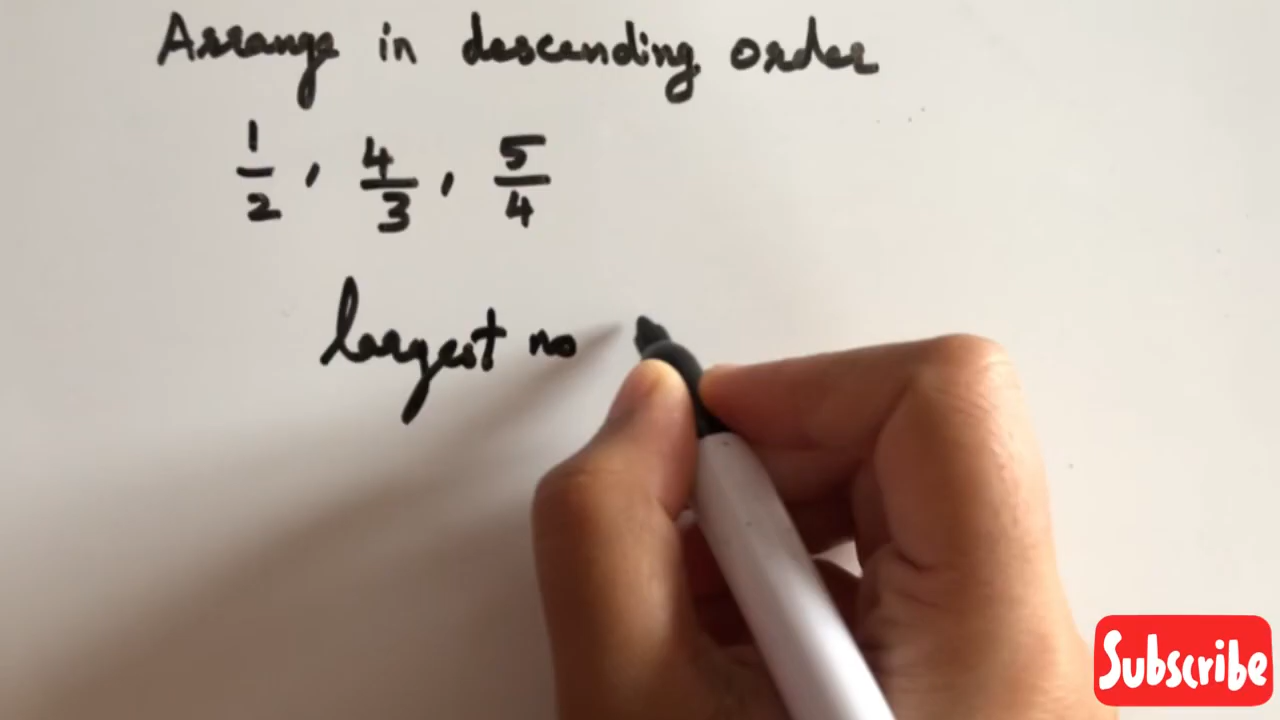 Arrange in descending order
1/2, 4/3, 5/4
largest no
Subscribe